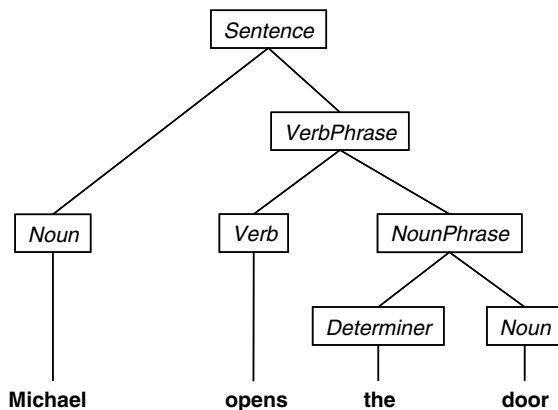 Sentence
VerbPhrase
Noun
Verb
NounPhrase
Determiner
Noun
Michael opens the door